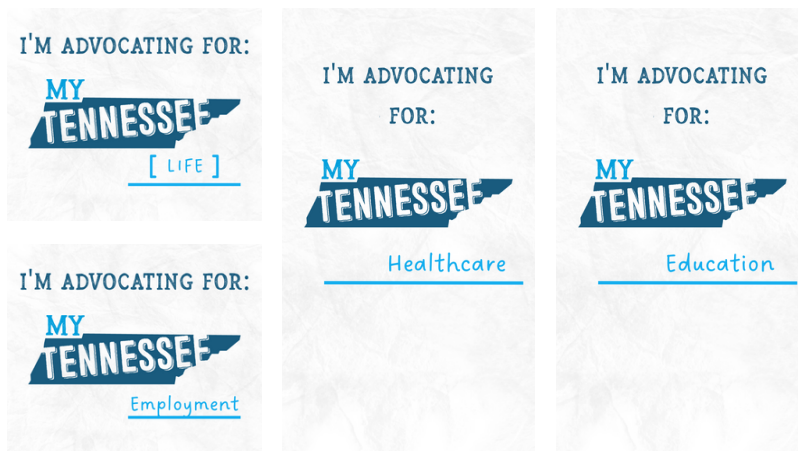 I'M ADVOCATING FOR:
MY
TENNESSEE
[ LIFE ]
I'M ADVOCATING FOR:
MY
TENNESSEE
Employment
I'M ADVOCATING
FOR:
MY
TENNESSEE
Healthcare
I'M ADVOCATING
FOR:
MY
TENNESSEE
Education